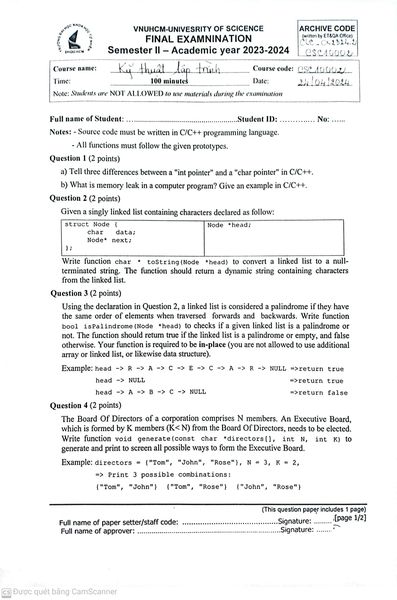 VNUHCM-UNIVERSITY OF SCIENCE
FINAL EXAMINATION
Semester II – Academic year 2023-2024
ARCHIVE CODE
(written by ET&QA Office)
CSC10002
Course name: Kỹ thuật lập trình Course code: CSC10002
Time: 100 minutes Date: 24/04/2024
Note: Students are NOT ALLOWED to use materials during the examination
Full name of Student: ..........Student ID: .......... No: ......
Notes: - Source code must be written in C/C++ programming language.
- All functions must follow the given prototypes.
Question 1 (2 points)
a) Tell three differences between a "int pointer" and a "char pointer" in C/C++.
b) What is memory leak in a computer program? Give an example in C/C++.
Question 2 (2 points)
Given a singly linked list containing characters declared as follow:
struct Node {
char data;
Node* next;
};
Node *head;
Write function char * toString(Node *head) to convert a linked list to a null-
terminated string. The function should return a dynamic string containing characters
from the linked list.
Question 3 (2 points)
Using the declaration in Question 2, a linked list is considered a palindrome if they have
the same order of elements when traversed forwards and backwards. Write function
bool isPalindrome(Node *head) to checks if a given linked list is a palindrome or
not. The function should return true if the linked list is a palindrome or empty, and false
otherwise. Your function is required to be in-place (you are not allowed to use additional
array or linked list, or likewise data structure).
Example: head -> R -> A -> C -> E -> C -> A -> R -> NULL =>return true
head -> NULL =>return true
head -> A -> B -> C -> NULL =>return false
Question 4 (2 points)
The Board Of Directors of a corporation comprises N members. An Executive Board,
which is formed by K members (K< N) from the Board Of Directors, needs to be elected.
Write function void generate(const char *directors[], int N, int K) to
generate and print to screen all possible ways to form the Executive Board.
Example: directors = {"Tom", "John", "Rose"}, N = 3, K = 2,
=> Print 3 possible combinations:
{"Tom", "John"} {"Tom", "Rose"} {"John", "Rose"}
(This question paper includes 1 page)
Full name of paper setter/staff code: ..........Signature: ........ [page 1/2]
Full name of approver: ..........Signature: .......
CS Được quét bằng CamScanner